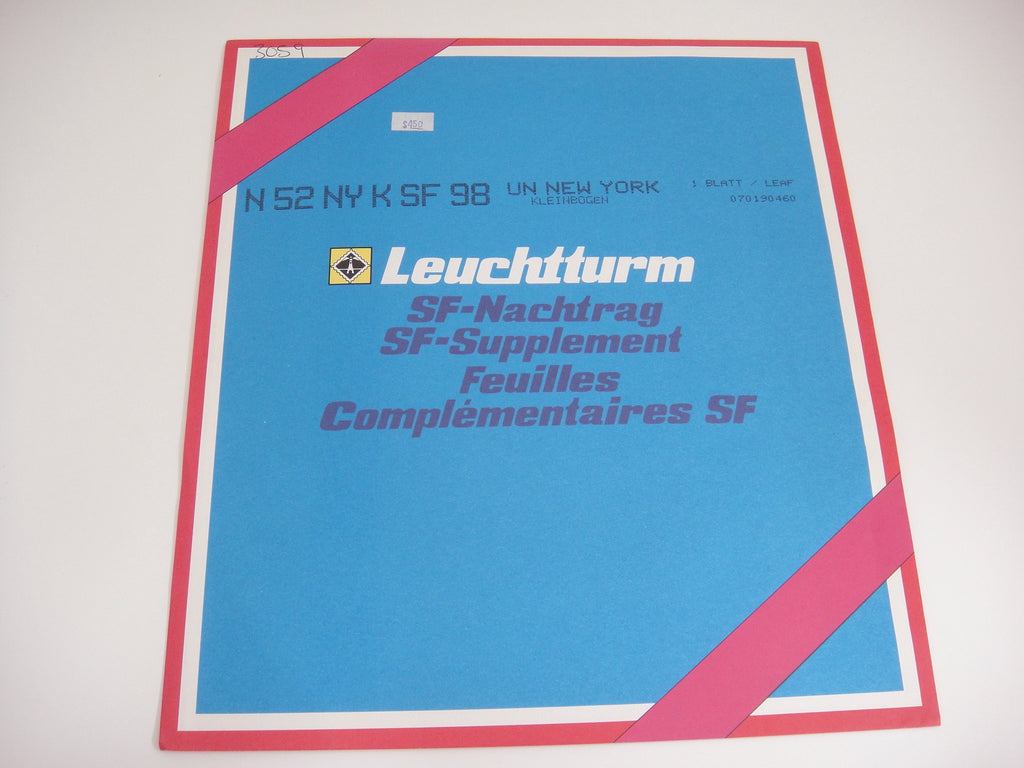 3059
$450
N 52 NY K SF 98 UN NEW YORK 1 BLATT / LEAF
KLEINBOGEN 070190460
Leuchtturm
SF-Nachtrag
SF-Supplement
Feuilles
Complémentaires SF